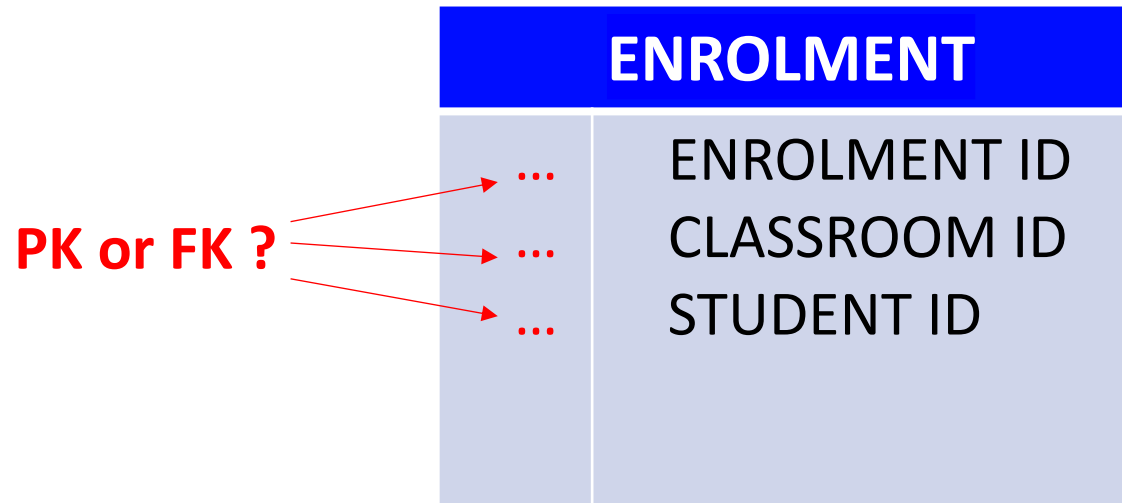 ENROLMENT
PK or FK ?
... ENROLMENT ID
... CLASSROOM ID
... STUDENT ID